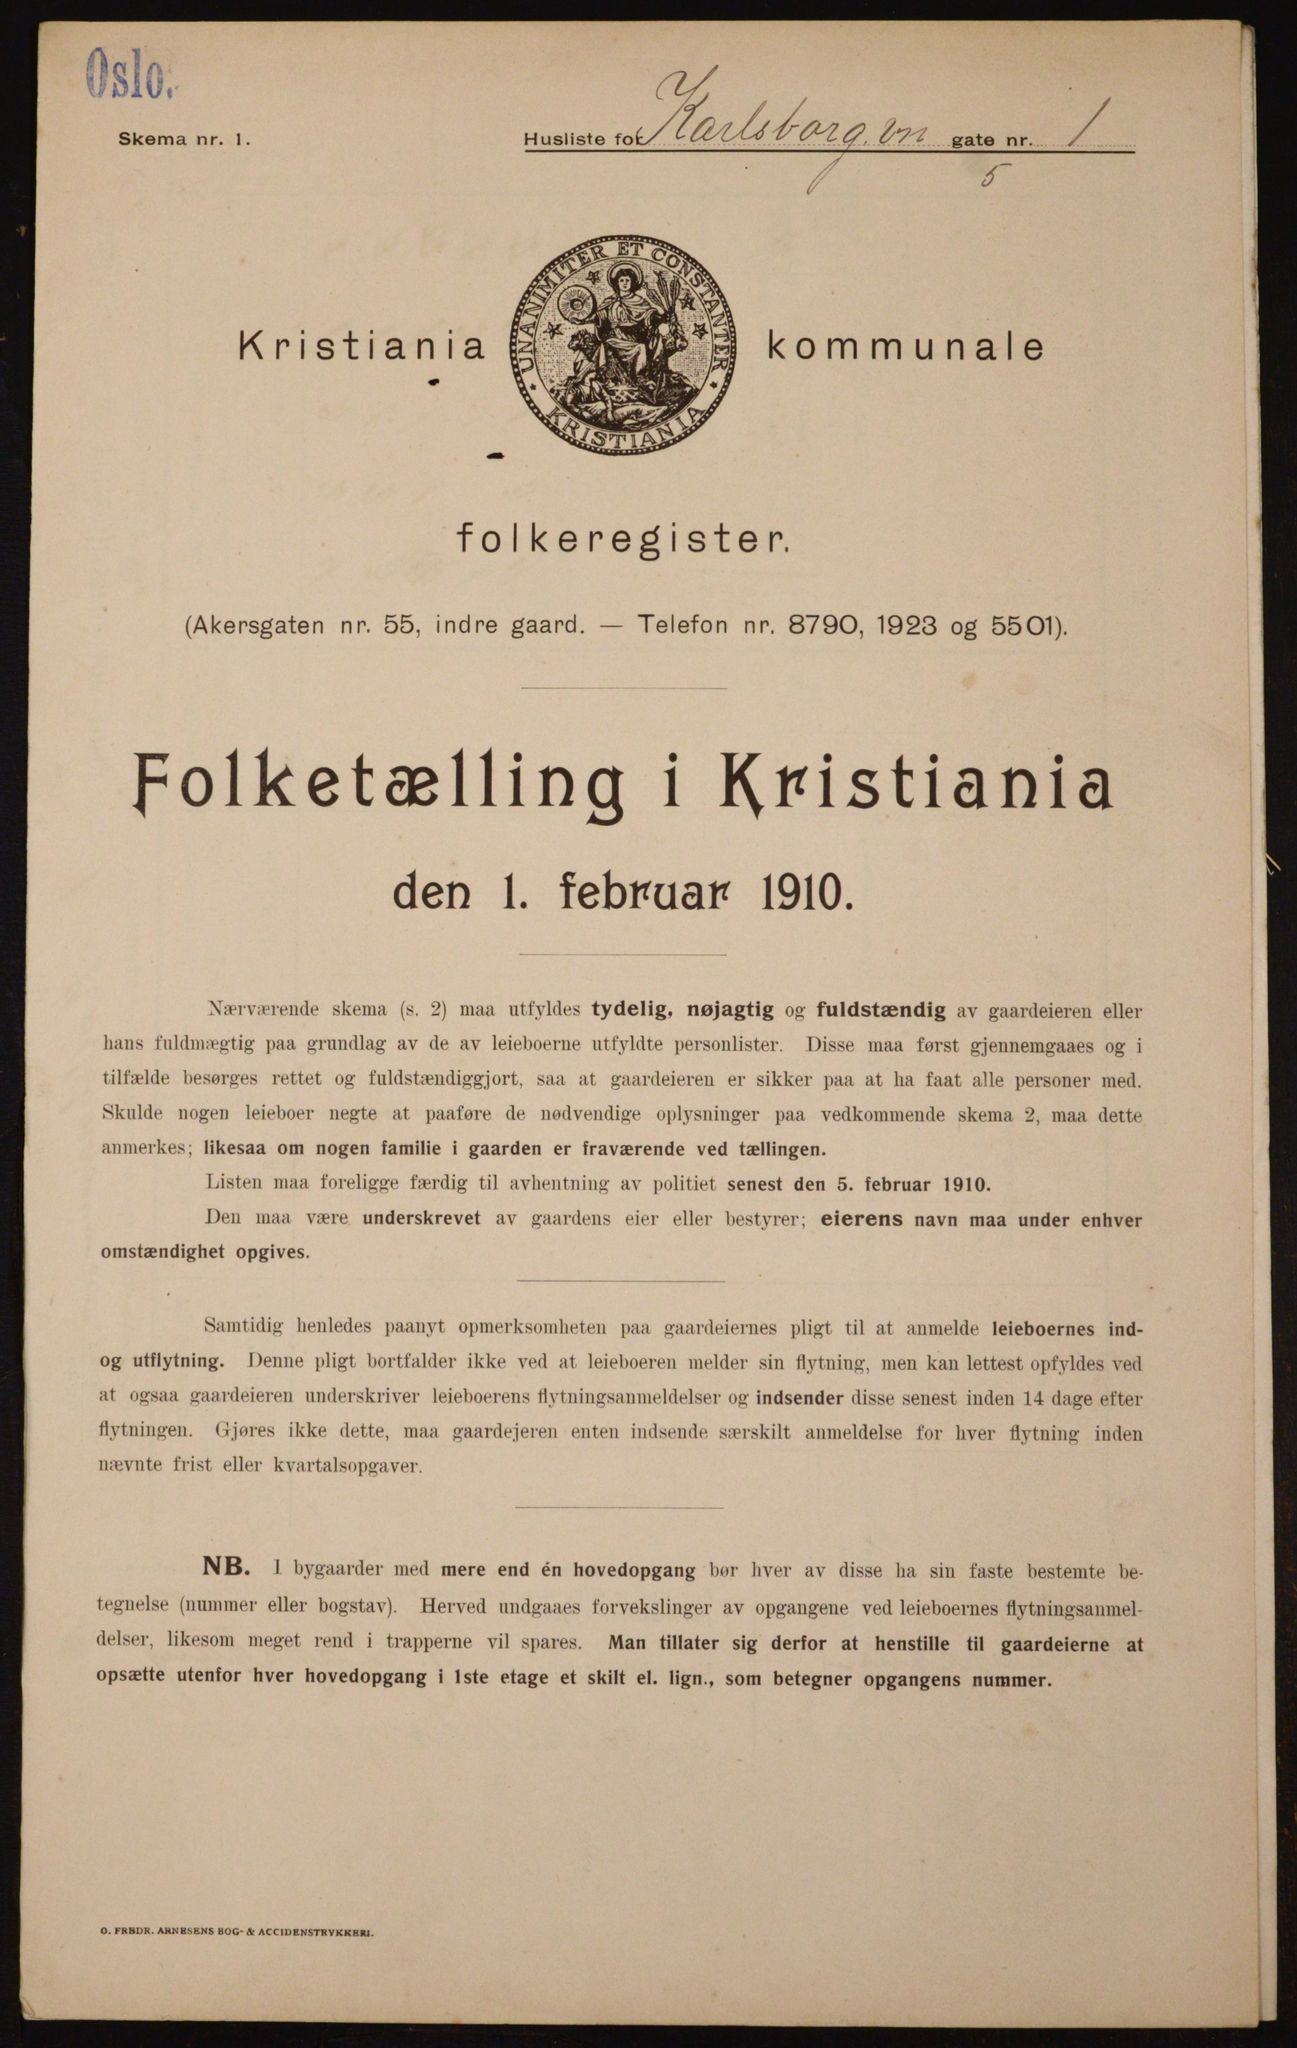 Oslo.
Skema nr. 1.
Husliste for Karlsborg.vn gate nr. 1
5
UNANIMITER ET CONSTANTER
KRISTIANIA
Kristiania kommunale
folkeregister.
(Akersgaten nr. 55, indre gaard. — Telefon nr. 8790, 1923 og 5501).
Folketælling i Kristiania
den 1. februar 1910.
Nærværende skema (s. 2) maa utfyldes tydelig, nøjagtig og fuldstændig av gaardeieren eller
hans fuldmægtig paa grundlag av de av leieboerne utfyldte personlister. Disse maa først gjennemgaaes og i
tilfælde besørges rettet og fuldstændiggjort, saa at gaardeieren er sikker paa at ha faat alle personer med.
Skulde nogen leieboer negte at paaføre de nødvendige oplysninger paa vedkommende skema 2, maa dette
anmerkes; likesaa om nogen familie i gaarden er fraværende ved tællingen.
Listen maa foreligge færdig til avhentning av politiet senest den 5. februar 1910.
Den maa være underskrevet av gaardens eier eller bestyrer; eierens navn maa under enhver
omstændighet opgives.
Samtidig henledes paanyt opmerksomheten paa gaardeiernes pligt til at anmelde leieboernes ind-
og utflytning. Denne pligt bortfalder ikke ved at leieboeren melder sin flytning, men kan lettest opfyldes ved
at ogsaa gaardeieren underskriver leieboerens flytningsanmeldelser og indsender disse senest inden 14 dage efter
flytningen. Gjøres ikke dette, maa gaardejeren enten indsende særskilt anmeldelse for hver flytning inden
nævnte frist eller kvartalsopgaver.
NB. I bygaarder med mere end én hovedopgang bør hver av disse ha sin faste bestemte be-
tegnelse (nummer eller bogstav). Herved undgaaes forvekslinger av opgangene ved leieboernes flytningsanmel-
delser, likesom meget rend i trapperne vil spares. Man tillater sig derfor at henstille til gaardeierne at
opsætte utenfor hver hovedopgang i 1ste etage et skilt el. lign., som betegner opgangens nummer.
O. FREDR. ARNESENS BOG- & ACCIDENSTRYKKERI.